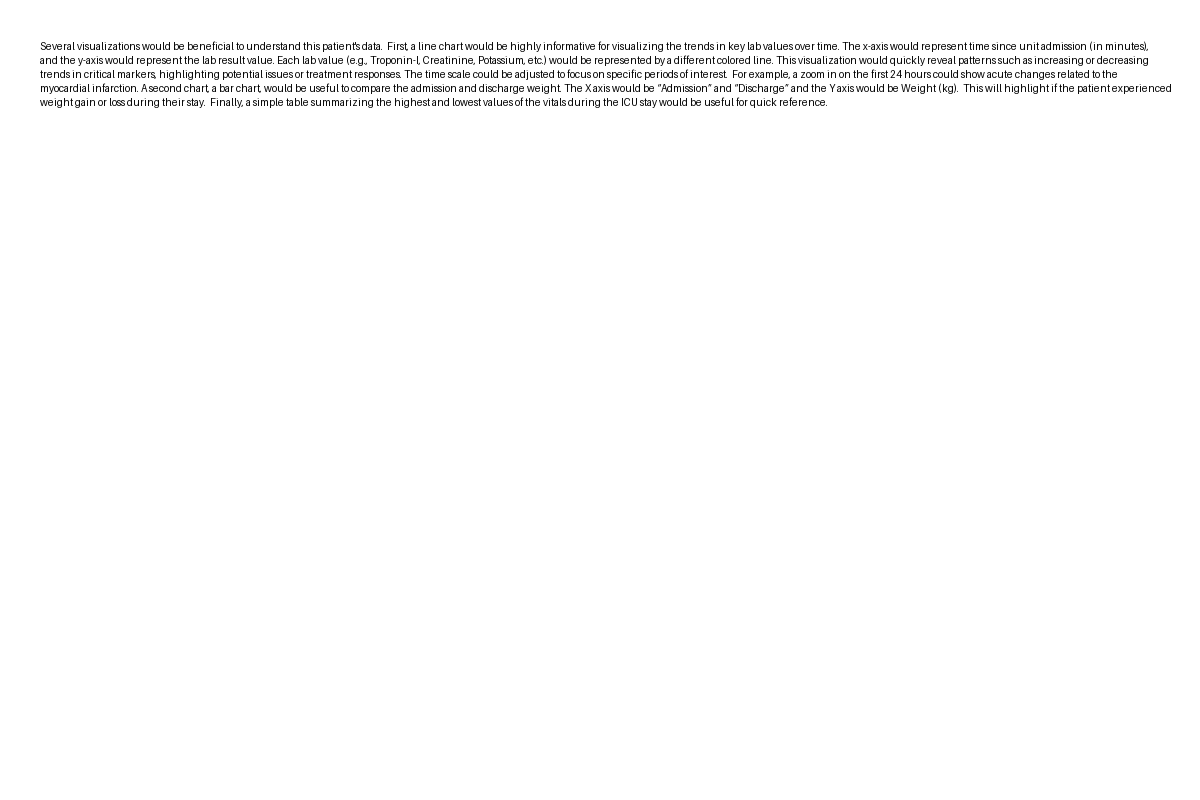 Several visualizations would be beneficial to understand this patient's data.  First, a line chart would be highly informative for visualizing the trends in key lab values over time. The x-axis would represent time since unit admission (in minutes),
and the y-axis would represent the lab result value. Each lab value (e.g., Troponin-I, Creatinine, Potassium, etc.) would be represented by a different colored line. This visualization would quickly reveal patterns such as increasing or decreasing
trends in critical markers, highlighting potential issues or treatment responses. The time scale could be adjusted to focus on specific periods of interest.  For example, a zoom in on the first 24 hours could show acute changes related to the
myocardial infarction. A second chart, a bar chart, would be useful to compare the admission and discharge weight. The X axis would be "Admission" and "Discharge" and the Y axis would be Weight (kg).  This will highlight if the patient experienced
weight gain or loss during their stay.  Finally, a simple table summarizing the highest and lowest values of the vitals during the ICU stay would be useful for quick reference.